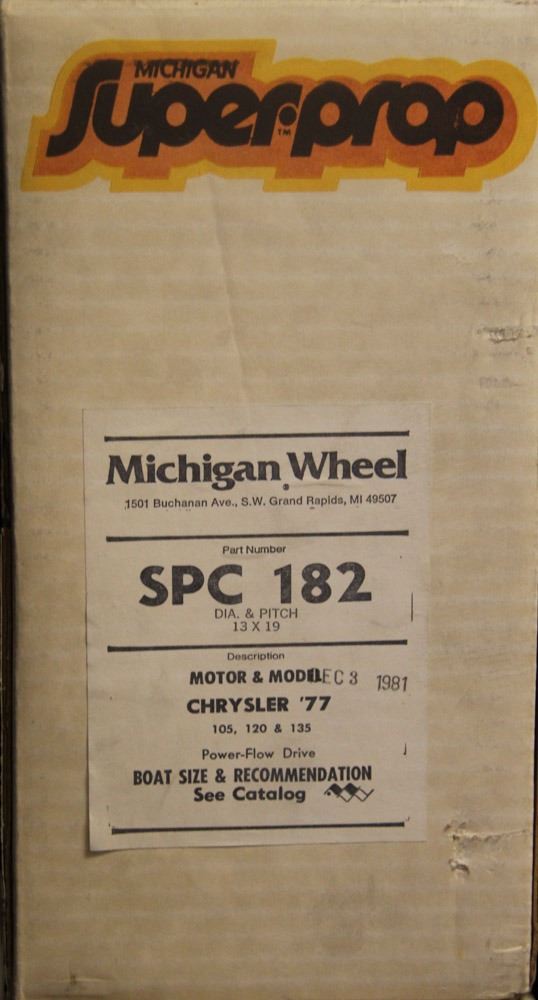 MICHIGAN
Superprop
TM
Michigan Wheel
®
1501 Buchanan Ave., S.W. Grand Rapids, MI 49507
Part Number
SPC 182
DIA. & PITCH
13 X 19
Description
MOTOR & MODEL DEC 3 1981
CHRYSLER '77
105, 120 & 135
Power-Flow Drive
BOAT SIZE & RECOMMENDATION
See Catalog